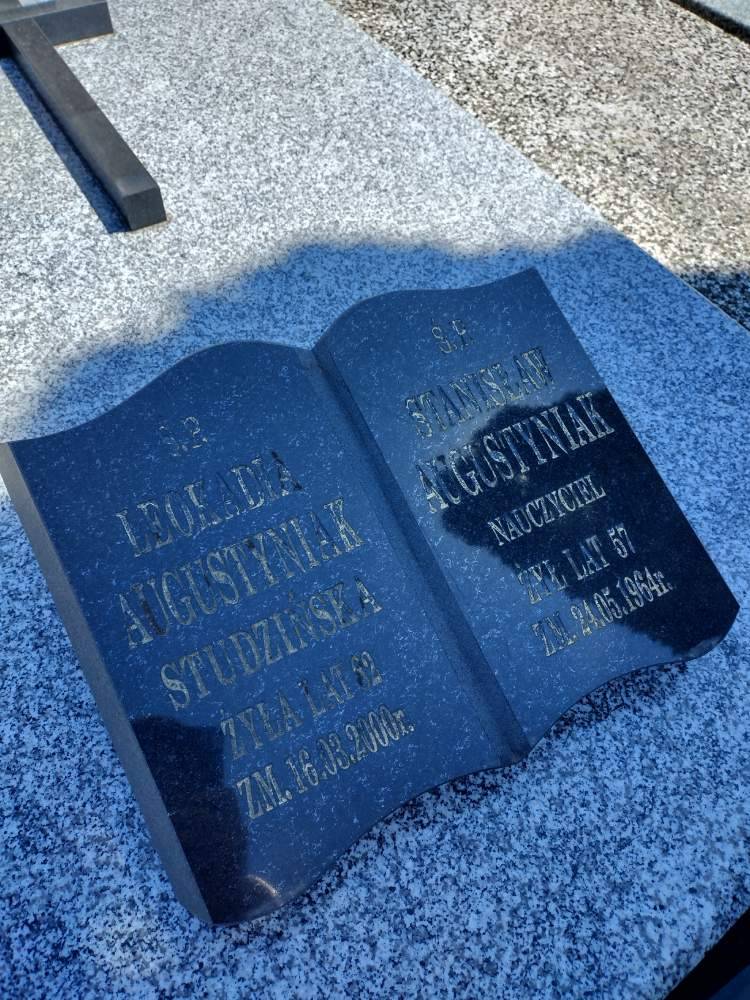 Ś.P.
LEOKADIA
AUGUSTYNIAK
STUDZIŃSKA
ŻYŁA LAT 82
ZM. 16.03.2000r.
Ś.P.
STANISŁAW
AUGUSTYNIAK
NAUCZYCIEL
ŻYŁ LAT 57
ZM. 24.05.1964r.